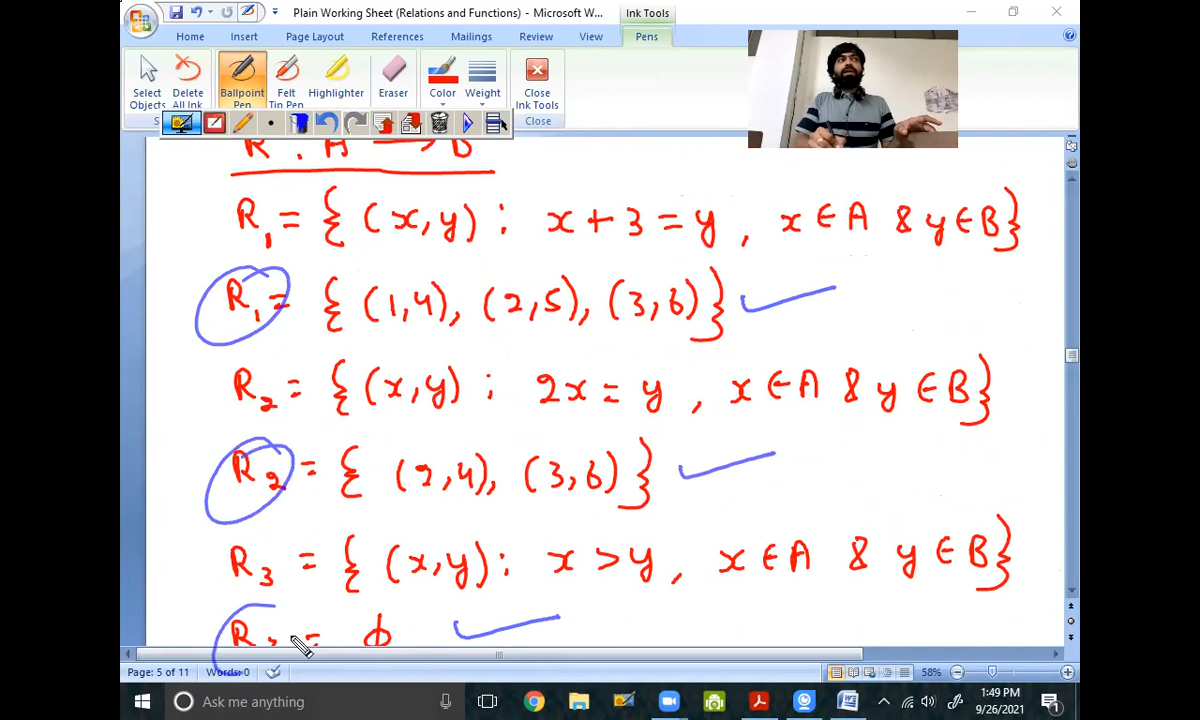 Plain Working Sheet (Relations and Functions) - Microsoft W...
Ink Tools
Home Insert Page Layout References Mailings Review View Pens
Select Objects
Delete All Ink
Ballpoint Pen
Felt Tip Pen
Highlighter
Eraser
Color
Weight
Close Ink Tools
Close
R : A → B
R₁ = { (x,y) : x + 3 = y , x ∈ A & y ∈ B }
R₁ = { (1,4), (2,5), (3,6) }
R₂ = { (x,y) : 2x = y , x ∈ A & y ∈ B }
R₂ = { (2,4), (3,6) }
R₃ = { (x,y) : x > y , x ∈ A & y ∈ B }
R₃ = ϕ
Page: 5 of 11 Words: 0 58%
Ask me anything
1:49 PM
9/26/2021